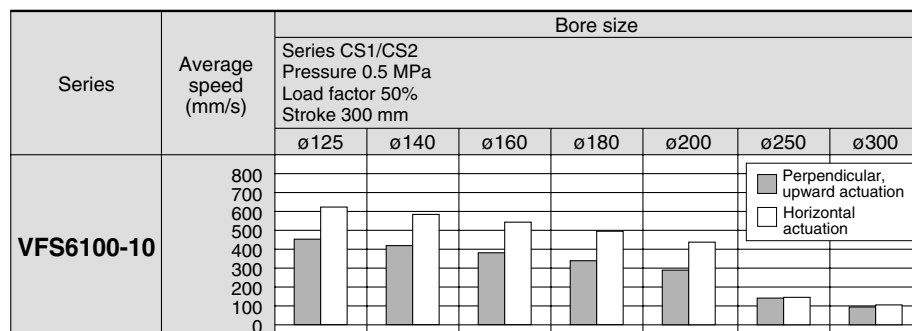 Bore size
Series
Average
speed
(mm/s)
Series CS1/CS2
Pressure 0.5 MPa
Load factor 50%
Stroke 300 mm
ø125 ø140 ø160 ø180 ø200 ø250 ø300
VFS6100-10
800
700
600
500
400
300
200
100
0
Perpendicular,
upward actuation
Horizontal
actuation